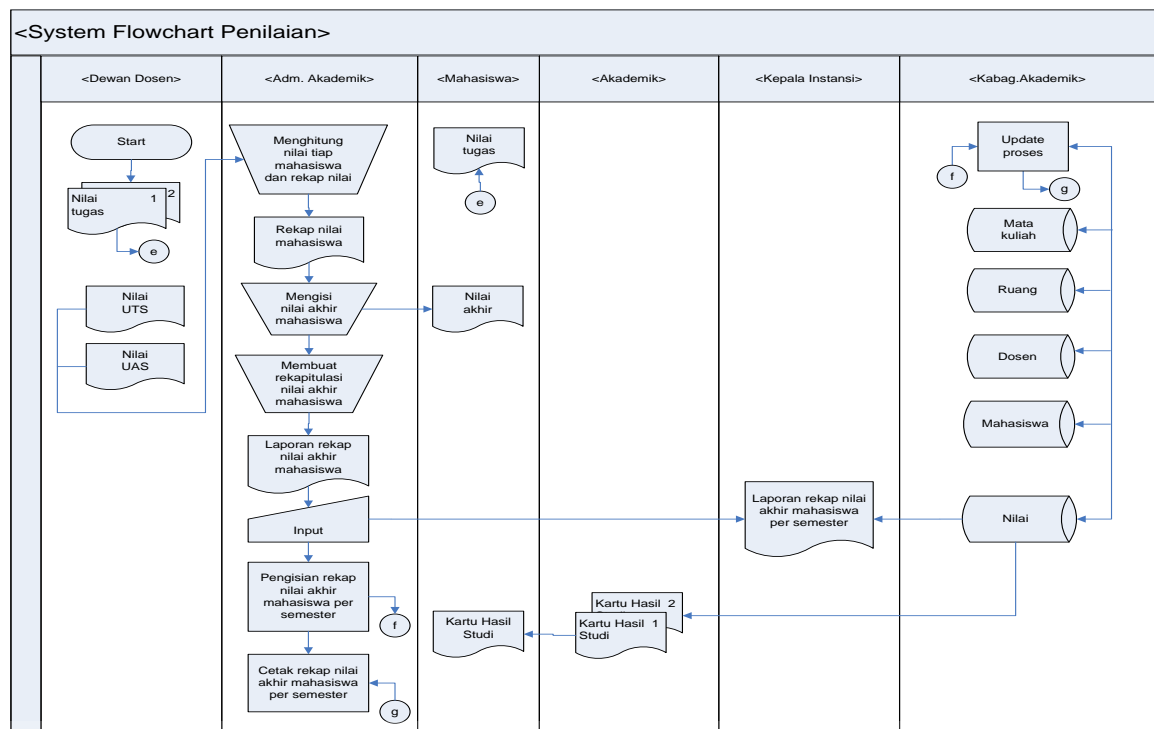 <System Flowchart Penilaian>
<Dewan Dosen>
<Adm. Akademik>
<Mahasiswa>
<Akademik>
<Kepala Instansi>
<Kabag.Akademik>
Start
Nilai 1
tugas
2
e
Nilai
UTS
Nilai
UAS
Menghitung
nilai tiap
mahasiswa
dan rekap nilai
Rekap nilai
mahasiswa
Mengisi
nilai akhir
mahasiswa
Membuat
rekapitulasi
nilai akhir
mahasiswa
Laporan rekap
nilai akhir
mahasiswa
Input
Pengisian rekap
nilai akhir
mahasiswa per
semester
f
Cetak rekap nilai
akhir mahasiswa
per semester
g
Nilai
tugas
e
Nilai
akhir
Kartu Hasil
Studi
Kartu Hasil 2
Kartu Hasil 1
Studi
Laporan rekap nilai
akhir mahasiswa
per semester
Update
proses
f
g
Mata
kuliah
Ruang
Dosen
Mahasiswa
Nilai